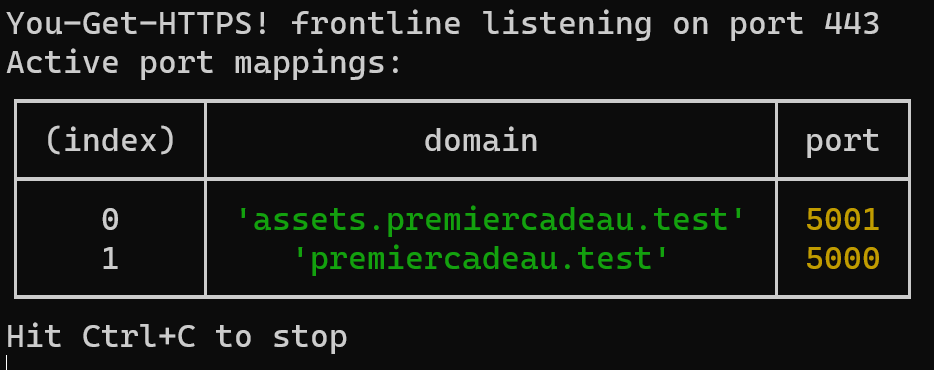 You-Get-HTTPS! frontline listening on port 443
Active port mappings:
(index) domain port
0 'assets.premiercadeau.test' 5001
1 'premiercadeau.test' 5000
Hit Ctrl+C to stop